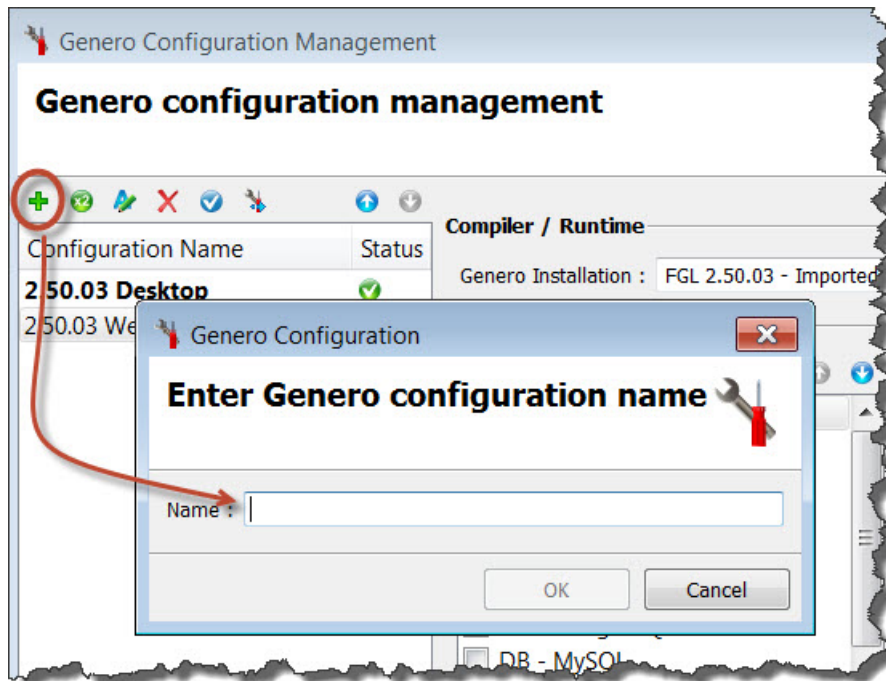 Genero Configuration Management
Genero configuration management
Configuration Name Status
Compiler / Runtime
Genero Installation : FGL 2.50.03 - Imported
2.50.03 Desktop
2.50.03 We
Genero Configuration
Enter Genero configuration name
Name :
OK Cancel
DB - MySQL